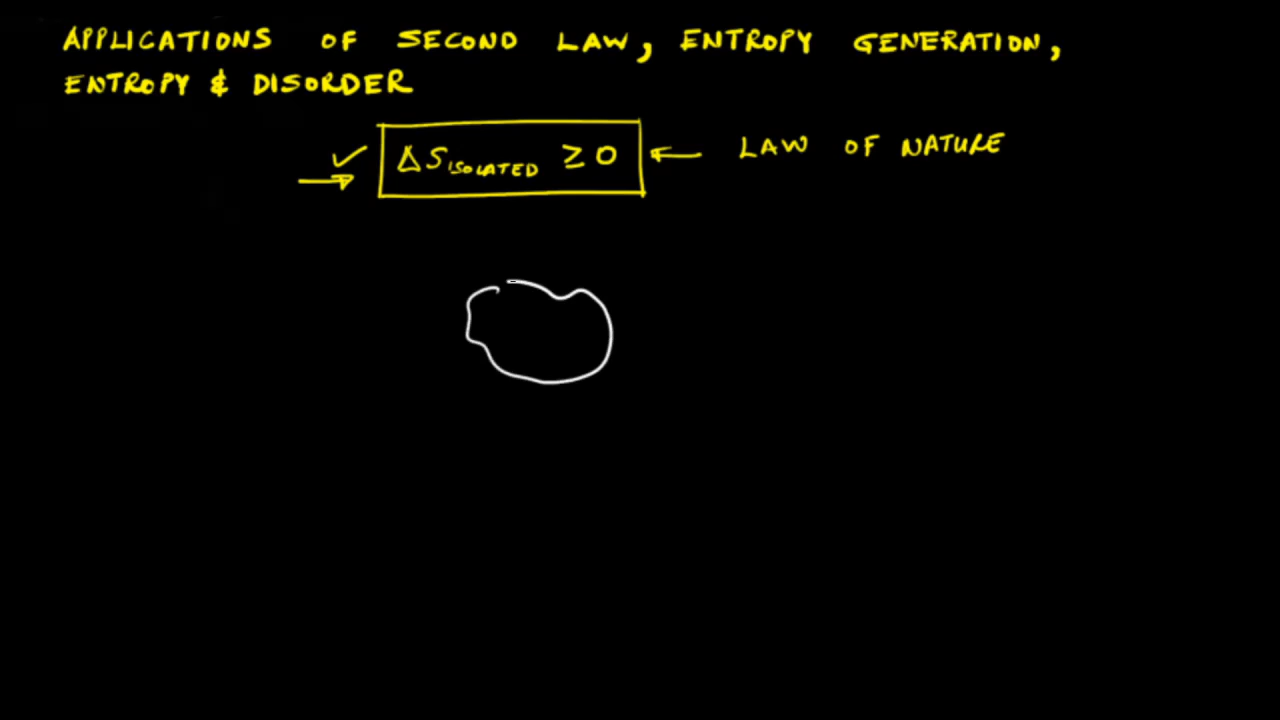 APPLICATIONS OF SECOND LAW, ENTROPY GENERATION,
ENTROPY & DISORDER
✓ → ΔS_ISOLATED ≥ 0 ← LAW OF NATURE